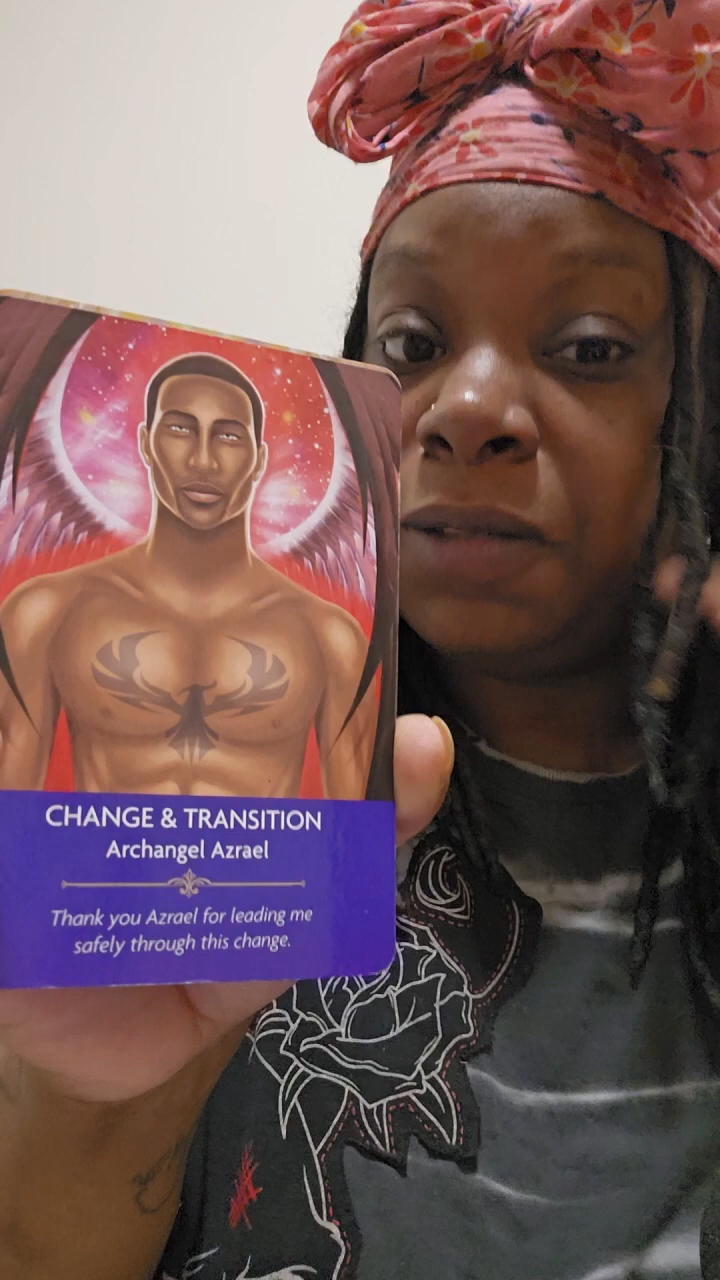 CHANGE & TRANSITION
Archangel Azrael
Thank you Azrael for leading me
safely through this change.